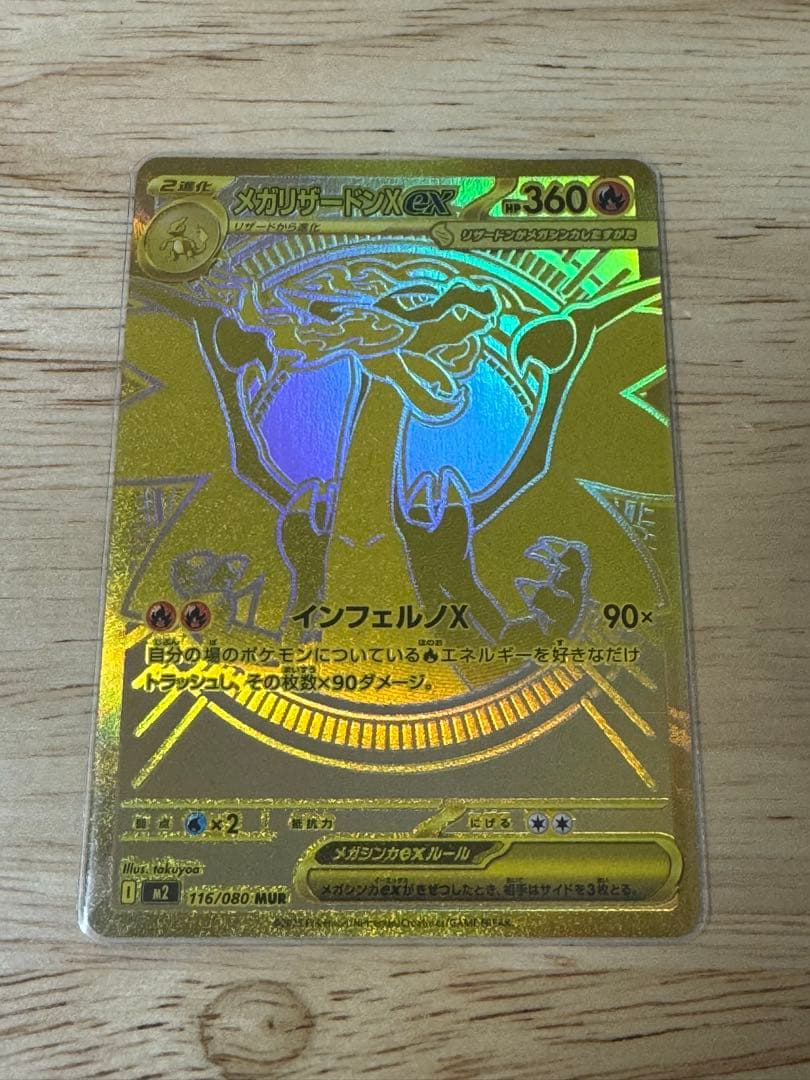 2進化
メガリザードンXex
HP360
リザードから進化
リザードンがメガシンカしたすがた
インフェルノX 90×
自分の場のポケモンについている エネルギーを好きなだけ
トラッシュし、その枚数×90ダメージ。
弱点 ×2 抵抗力 にげる
メガシンカexルール
メガシンカexがきぜつしたとき、相手はサイドを3枚とる。
Illus. takuyoa
I M2 116/080 MUR